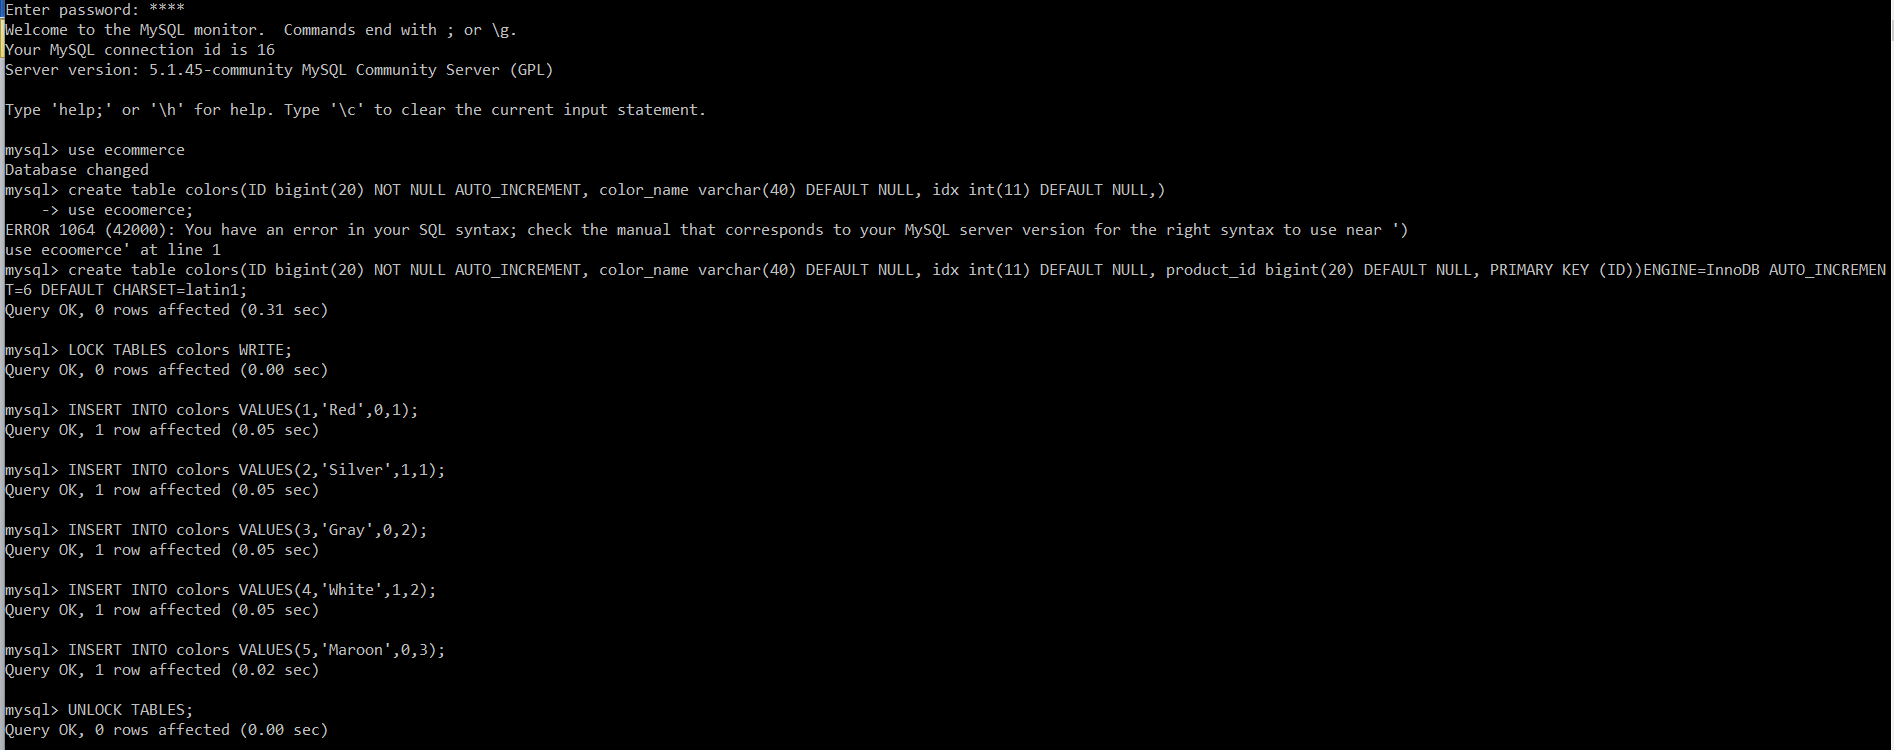 Enter password: ****
Welcome to the MySQL monitor.  Commands end with ; or \g.
Your MySQL connection id is 16
Server version: 5.1.45-community MySQL Community Server (GPL)
Type 'help;' or '\h' for help. Type '\c' to clear the current input statement.
mysql> use ecommerce
Database changed
mysql> create table colors(ID bigint(20) NOT NULL AUTO_INCREMENT, color_name varchar(40) DEFAULT NULL, idx int(11) DEFAULT NULL,)
    -> use ecoomerce;
ERROR 1064 (42000): You have an error in your SQL syntax; check the manual that corresponds to your MySQL server version for the right syntax to use near ')
use ecoomerce' at line 1
mysql> create table colors(ID bigint(20) NOT NULL AUTO_INCREMENT, color_name varchar(40) DEFAULT NULL, idx int(11) DEFAULT NULL, product_id bigint(20) DEFAULT NULL, PRIMARY KEY (ID))ENGINE=InnoDB AUTO_INCREMEN
T=6 DEFAULT CHARSET=latin1;
Query OK, 0 rows affected (0.31 sec)
mysql> LOCK TABLES colors WRITE;
Query OK, 0 rows affected (0.00 sec)
mysql> INSERT INTO colors VALUES(1,'Red',0,1);
Query OK, 1 row affected (0.05 sec)
mysql> INSERT INTO colors VALUES(2,'Silver',1,1);
Query OK, 1 row affected (0.05 sec)
mysql> INSERT INTO colors VALUES(3,'Gray',0,2);
Query OK, 1 row affected (0.05 sec)
mysql> INSERT INTO colors VALUES(4,'White',1,2);
Query OK, 1 row affected (0.05 sec)
mysql> INSERT INTO colors VALUES(5,'Maroon',0,3);
Query OK, 1 row affected (0.02 sec)
mysql> UNLOCK TABLES;
Query OK, 0 rows affected (0.00 sec)